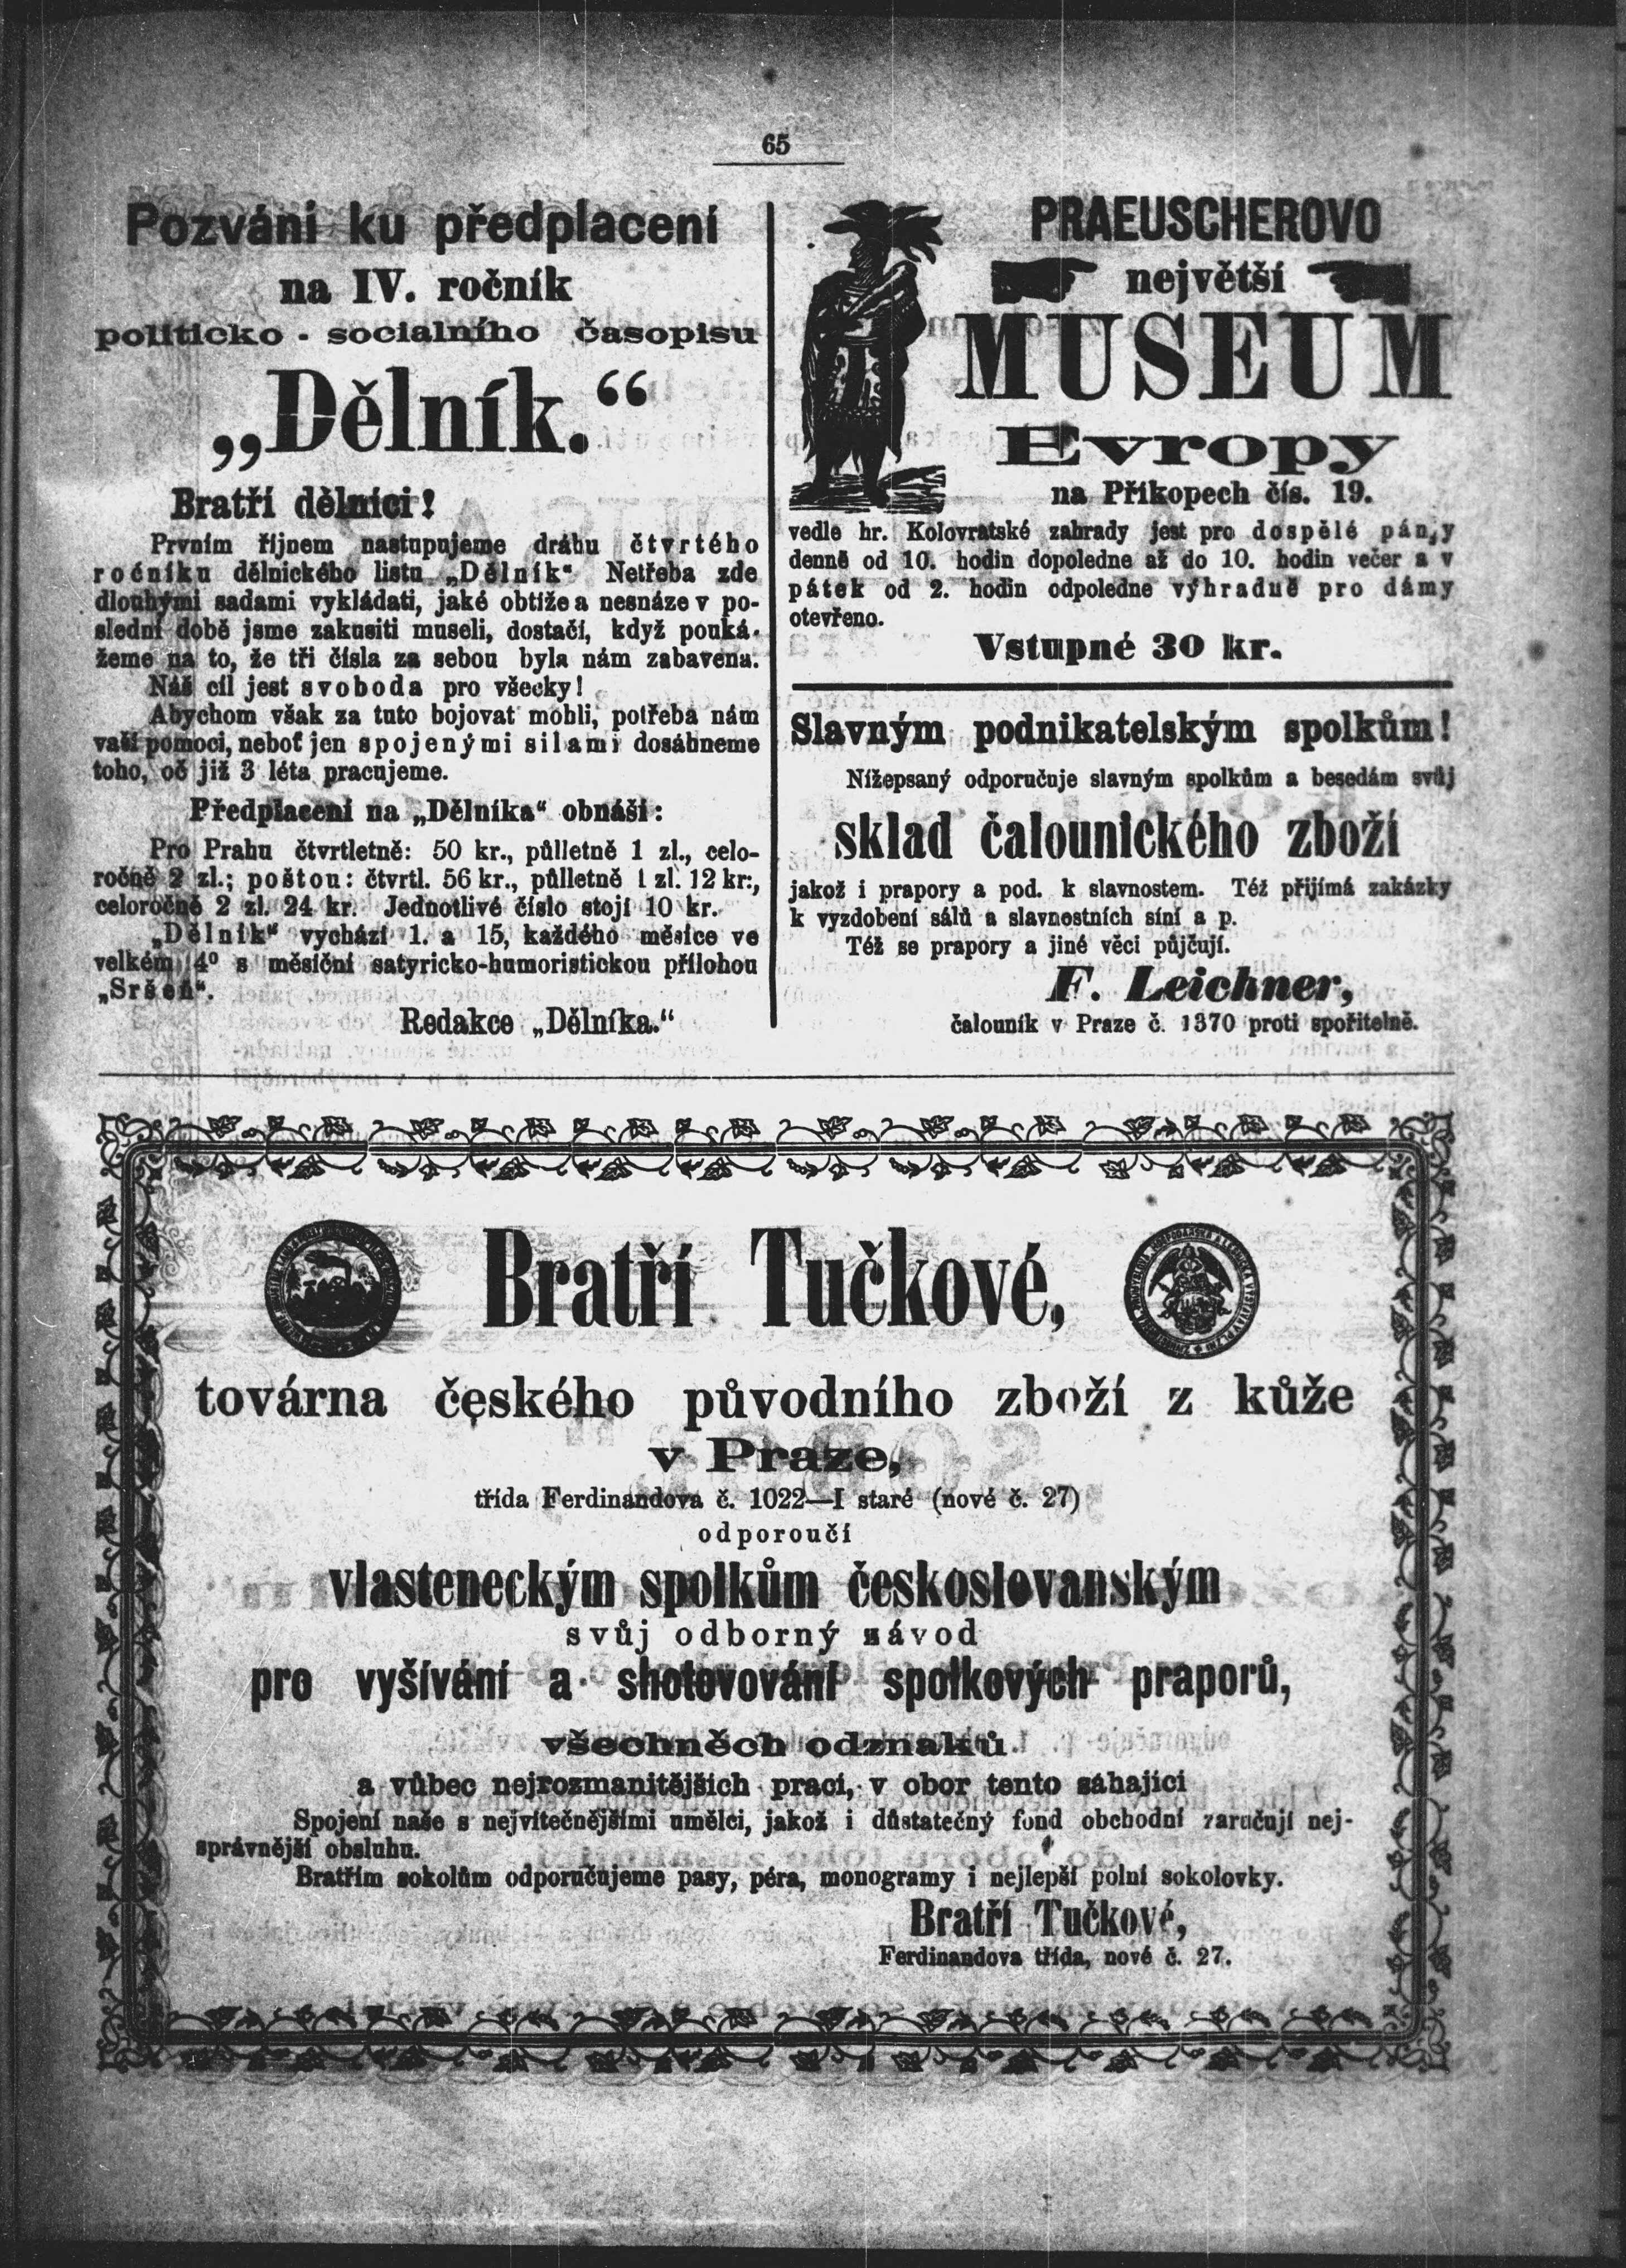 65
Pozvání ku předplacení
na IV. ročník
politicko - socialního časopisu
„Dělník.“
Bratří dělníci!
Prvním říjnem nastupujeme dráhu čtvrtého
ročníku dělnického listu „Dělník“ Netřeba zde
dlouhými sadami vykládati, jaké obtíže a nesnáze v po-
slední době jsme zakusiti museli, dostačí, když pouká-
žeme na to, že tři čísla za sebou byla nám zabavena.
Náš cíl jest svoboda pro všecky!
Abychom však za tuto bojovat mohli, potřeba nám
vaší pomoci, neboť jen spojenými silami dosáhneme
toho, oč již 3 léta pracujeme.
Předplacení na „Dělníka“ obnáší:
Pro Prahu čtvrtletně: 50 kr., půlletně 1 zl., celo-
ročně 2 zl.; poštou: čtvrtl. 56 kr., půlletně 1 zl. 12 kr.,
celoročně 2 zl. 24 kr. Jednotlivé číslo stojí 10 kr.
„Dělník“ vychází 1. a 15, každého měsíce ve
velkém 4⁰ s měsíční satyricko-humoristickou přílohou
„Sršeň“.
Redakce „Dělníka.“
PRAEUSCHEROVO
největší
MUSEUM
Evropy
na Příkopech čís. 19.
vedle hr. Kolovratské zahrady jest pro dospělé pány
denně od 10. hodin dopoledne až do 10. hodin večer a v
pátek od 2. hodin odpoledne výhradně pro dámy
otevřeno.
Vstupné 30 kr.
Slavným podnikatelským spolkům!
Nížepsaný odporučuje slavným spolkům a besedám svůj
sklad čalounického zboží
jakož i prapory a pod. k slavnostem. Též přijímá zakázky
k vyzdobení sálů a slavnostních síní a p.
Též se prapory a jiné věci půjčují.
F. Leichner,
čalouník v Praze č. 1370 proti spořitelně.
Bratří Tučkové,
továrna českého původního zboží z kůže
v Praze,
třída Ferdinandova č. 1022—I staré (nové č. 27)
odporoučí
vlasteneckým spolkům českoslovanským
svůj odborný závod
pro vyšívání a shotovování spolkových praporů,
všechněch odznaků
a vůbec nejrozmanitějších prací, v obor tento sáhající
Spojení naše s nejvítečnějšími umělci, jakož i důstatečný fond obchodní zaručují nej-
správnější obsluhu.
Bratřím sokolům odporučujeme pasy, péra, monogramy i nejlepší polní sokolovky.
Bratří Tučkové,
Ferdinandova třída, nové č. 27.